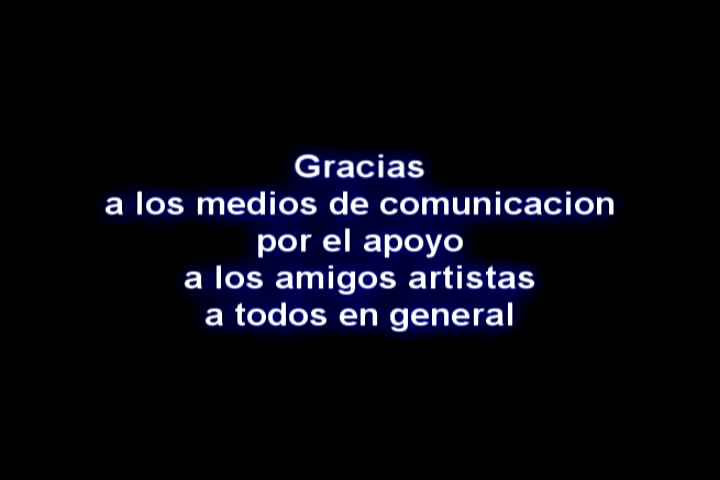 Gracias
a los medios de comunicacion
por el apoyo
a los amigos artistas
a todos en general